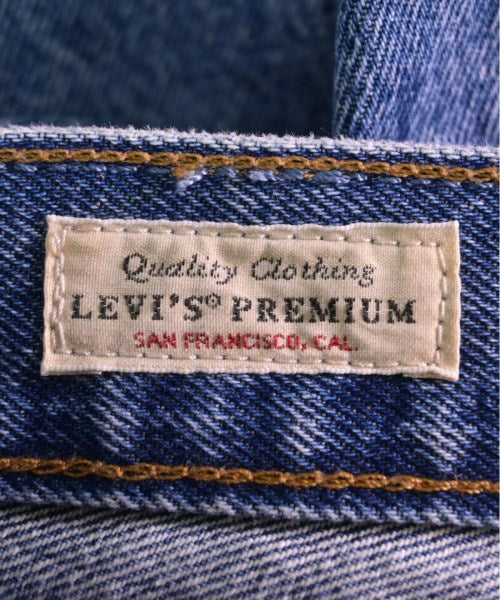 Quality Clothing
LEVI'S® PREMIUM
SAN FRANCISCO, CAL.